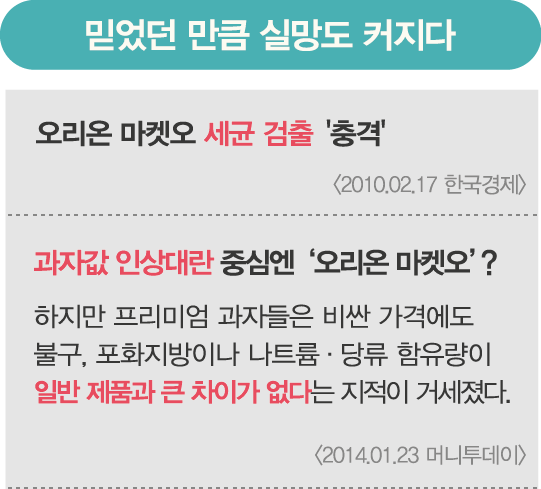 믿었던 만큼 실망도 커지다
오리온 마켓오 세균 검출 '충격'
<2010.02.17 한국경제>
과자값 인상대란 중심엔 ‘오리온 마켓오’?
하지만 프리미엄 과자들은 비싼 가격에도
불구, 포화지방이나 나트륨·당류 함유량이
일반 제품과 큰 차이가 없다는 지적이 거세졌다.
<2014.01.23 머니투데이>